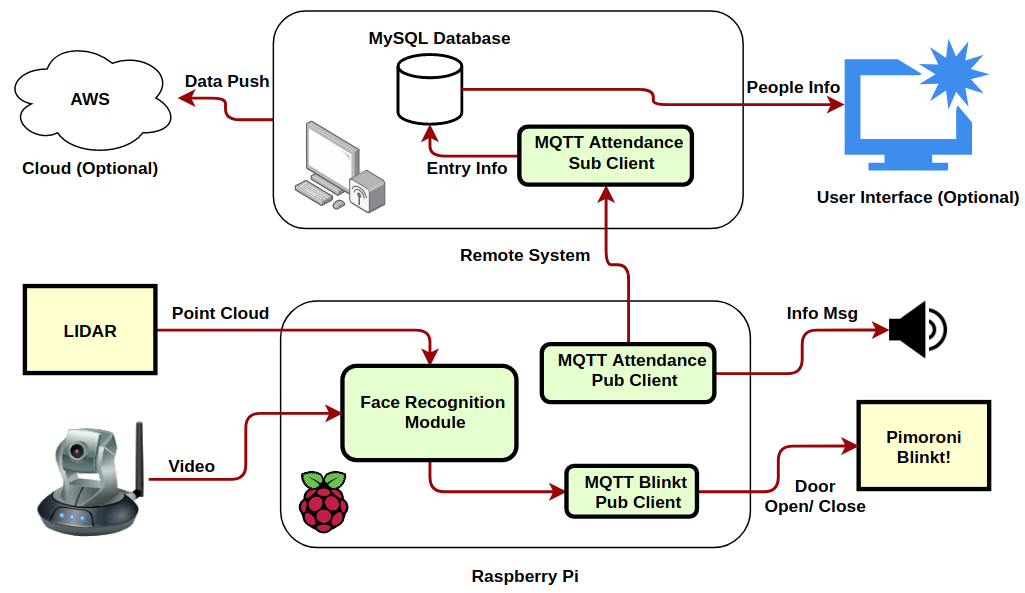 MySQL Database
Data Push
AWS
People Info
MQTT Attendance
Sub Client
Entry Info
Cloud (Optional)
User Interface (Optional)
Remote System
LIDAR
Point Cloud
Info Msg
MQTT Attendance
Pub Client
Face Recognition
Module
Pimoroni
Blinkt!
Video
MQTT Blinkt
Pub Client
Door
Open/ Close
Raspberry Pi